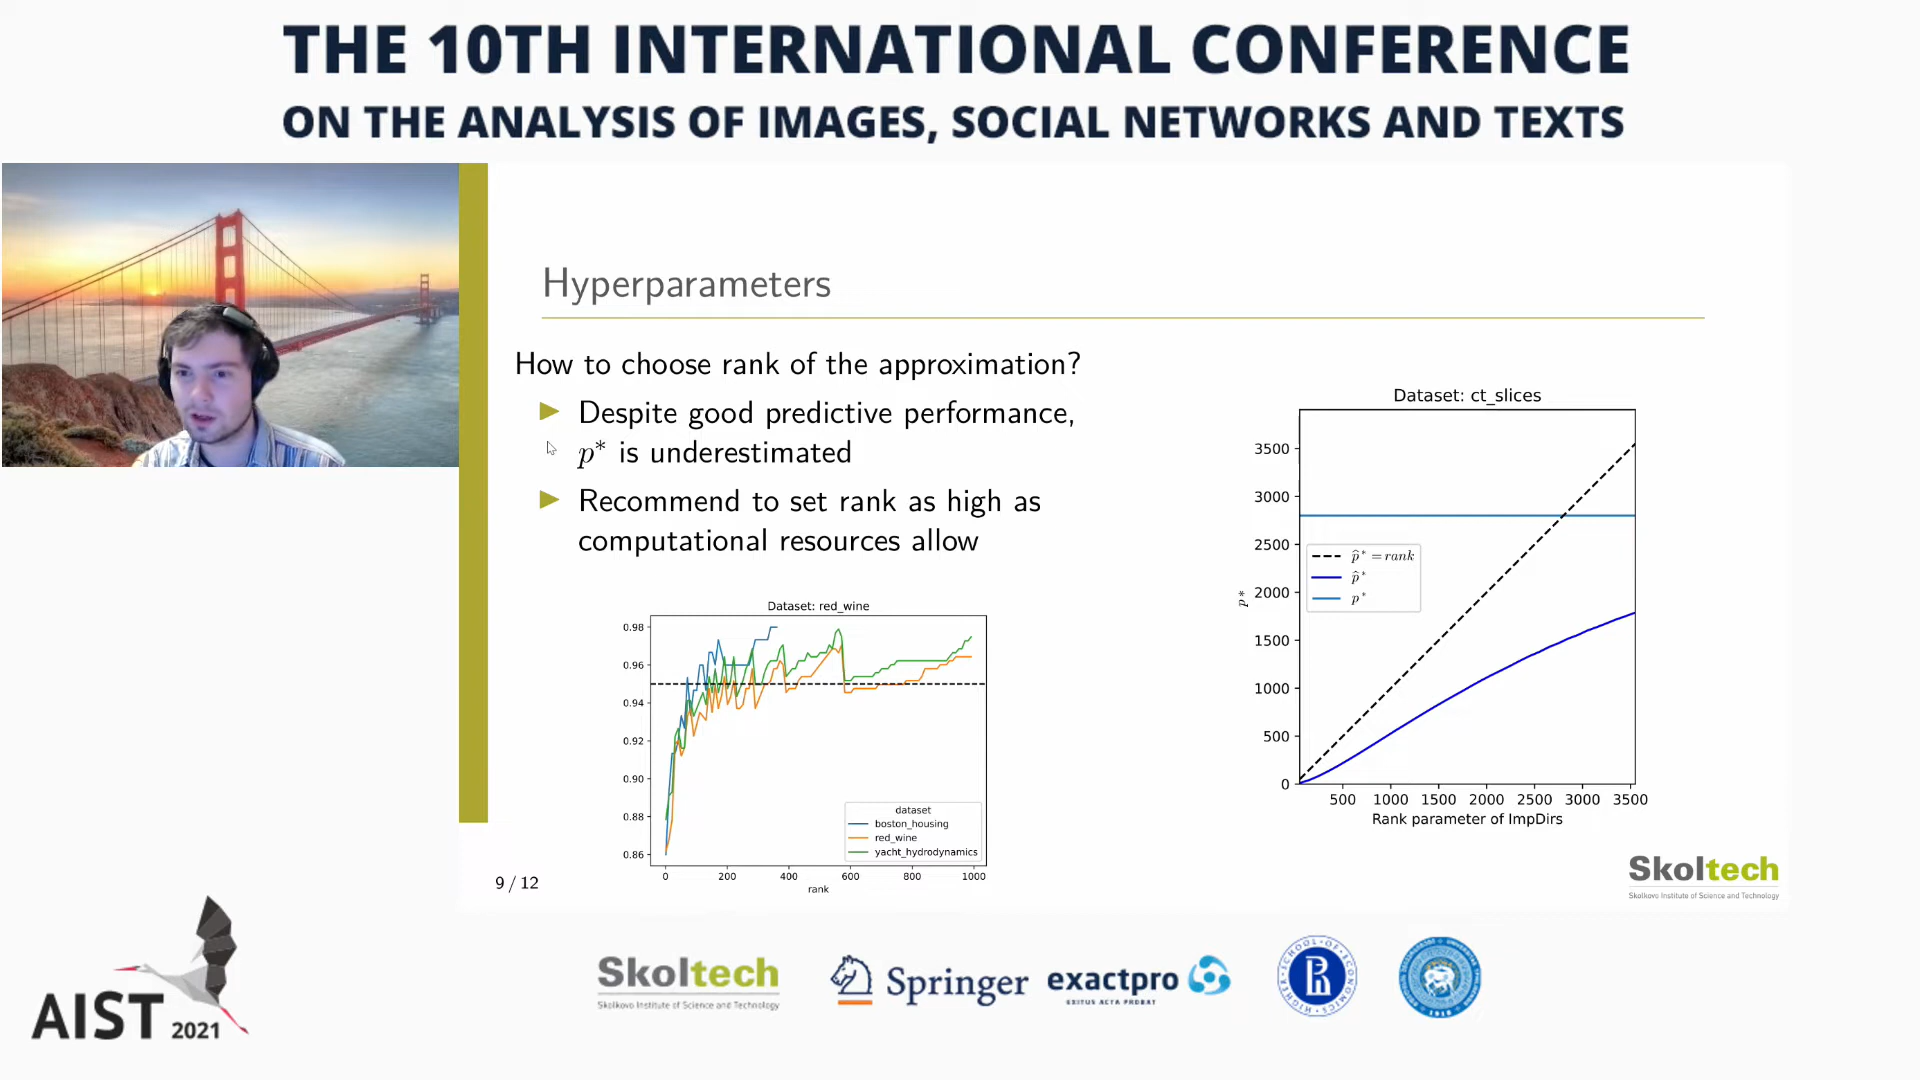 THE 10TH INTERNATIONAL CONFERENCE
ON THE ANALYSIS OF IMAGES, SOCIAL NETWORKS AND TEXTS
Hyperparameters
How to choose rank of the approximation?
Despite good predictive performance,
p* is underestimated
Recommend to set rank as high as
computational resources allow
Dataset: red_wine
0.98
0.96
0.94
0.92
0.90
0.88
0.86
dataset
boston_housing
red_wine
yacht_hydrodynamics
0 200 400 600 800 1000
rank
Dataset: ct_slices
3500
3000
2500
2000
1500
1000
500
0
p*
p̂* = rank
p̂*
p*
500 1000 1500 2000 2500 3000 3500
Rank parameter of ImpDirs
9 / 12
Skoltech
Skolkovo Institute of Science and Technology
AIST 2021
Skoltech
Skolkovo Institute of Science and Technology
Springer
exactpro
EXITUS ACTA PROBAT
HIGHER SCHOOL OF ECONOMICS